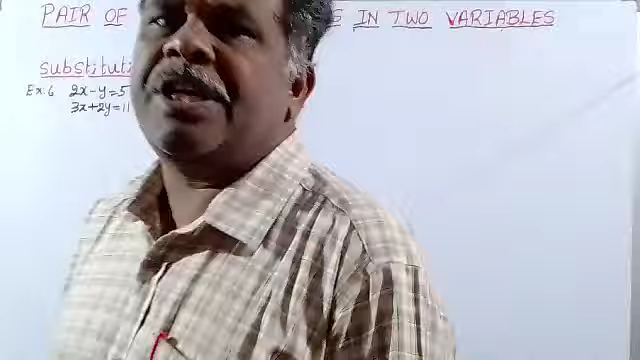 PAIR OF S IN TWO VARIABLES
substituti
Ex:6 2x-y=5
3x+2y=11